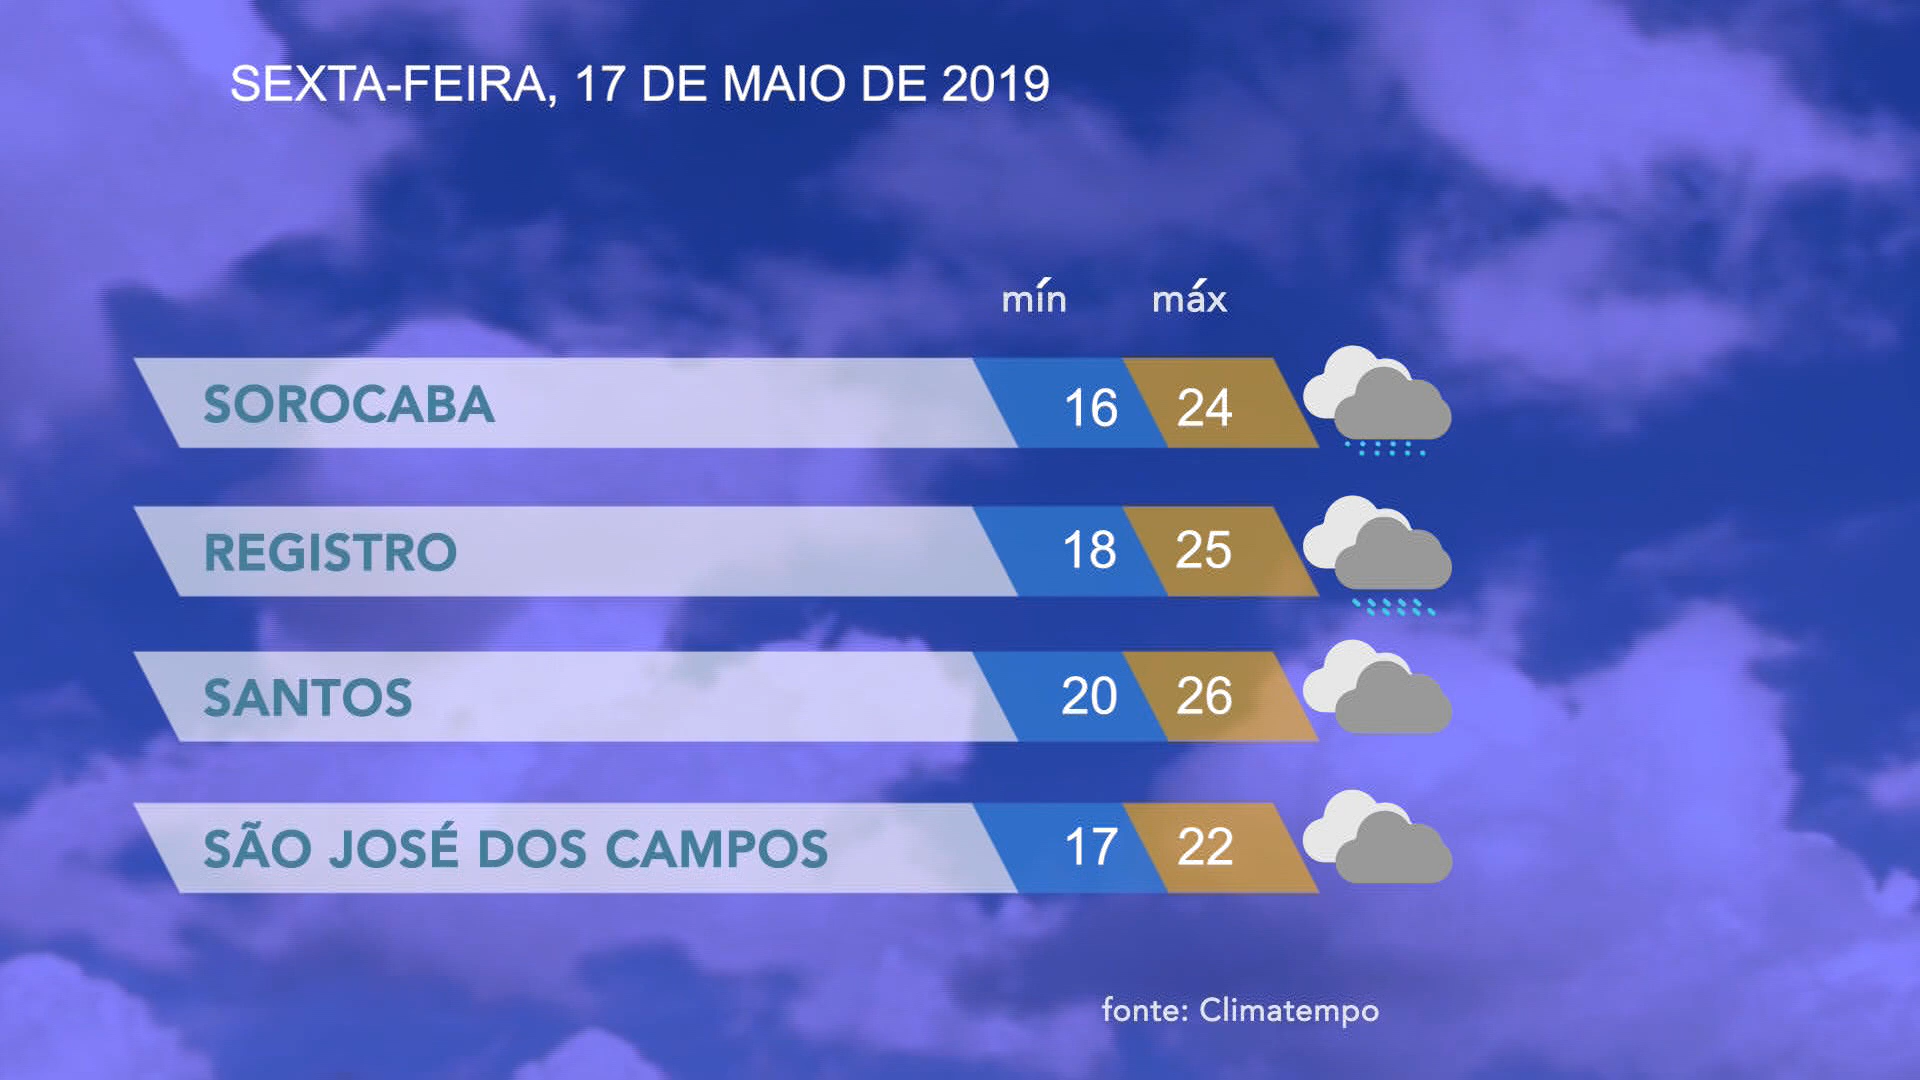 SEXTA-FEIRA, 17 DE MAIO DE 2019
mín máx
SOROCABA 16 24
REGISTRO 18 25
SANTOS 20 26
SÃO JOSÉ DOS CAMPOS 17 22
fonte: Climatempo